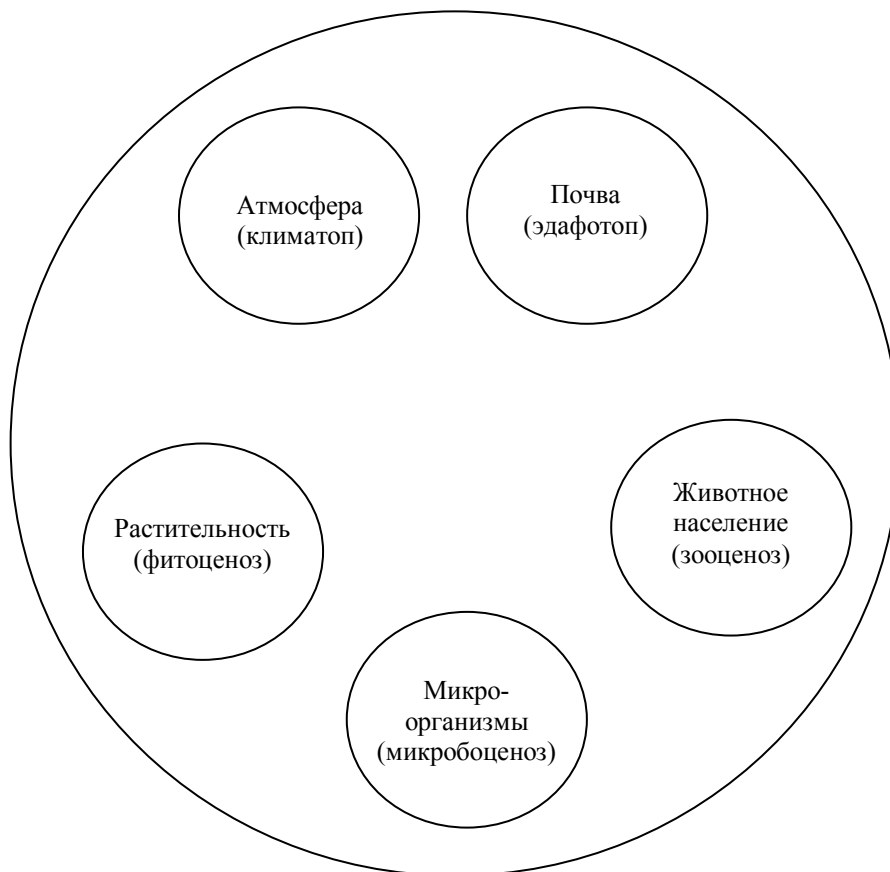 Атмосфера
(климатоп)
Почва
(эдафотоп)
Растительность
(фитоценоз)
Животное
население
(зооценоз)
Микро-
организмы
(микробоценоз)